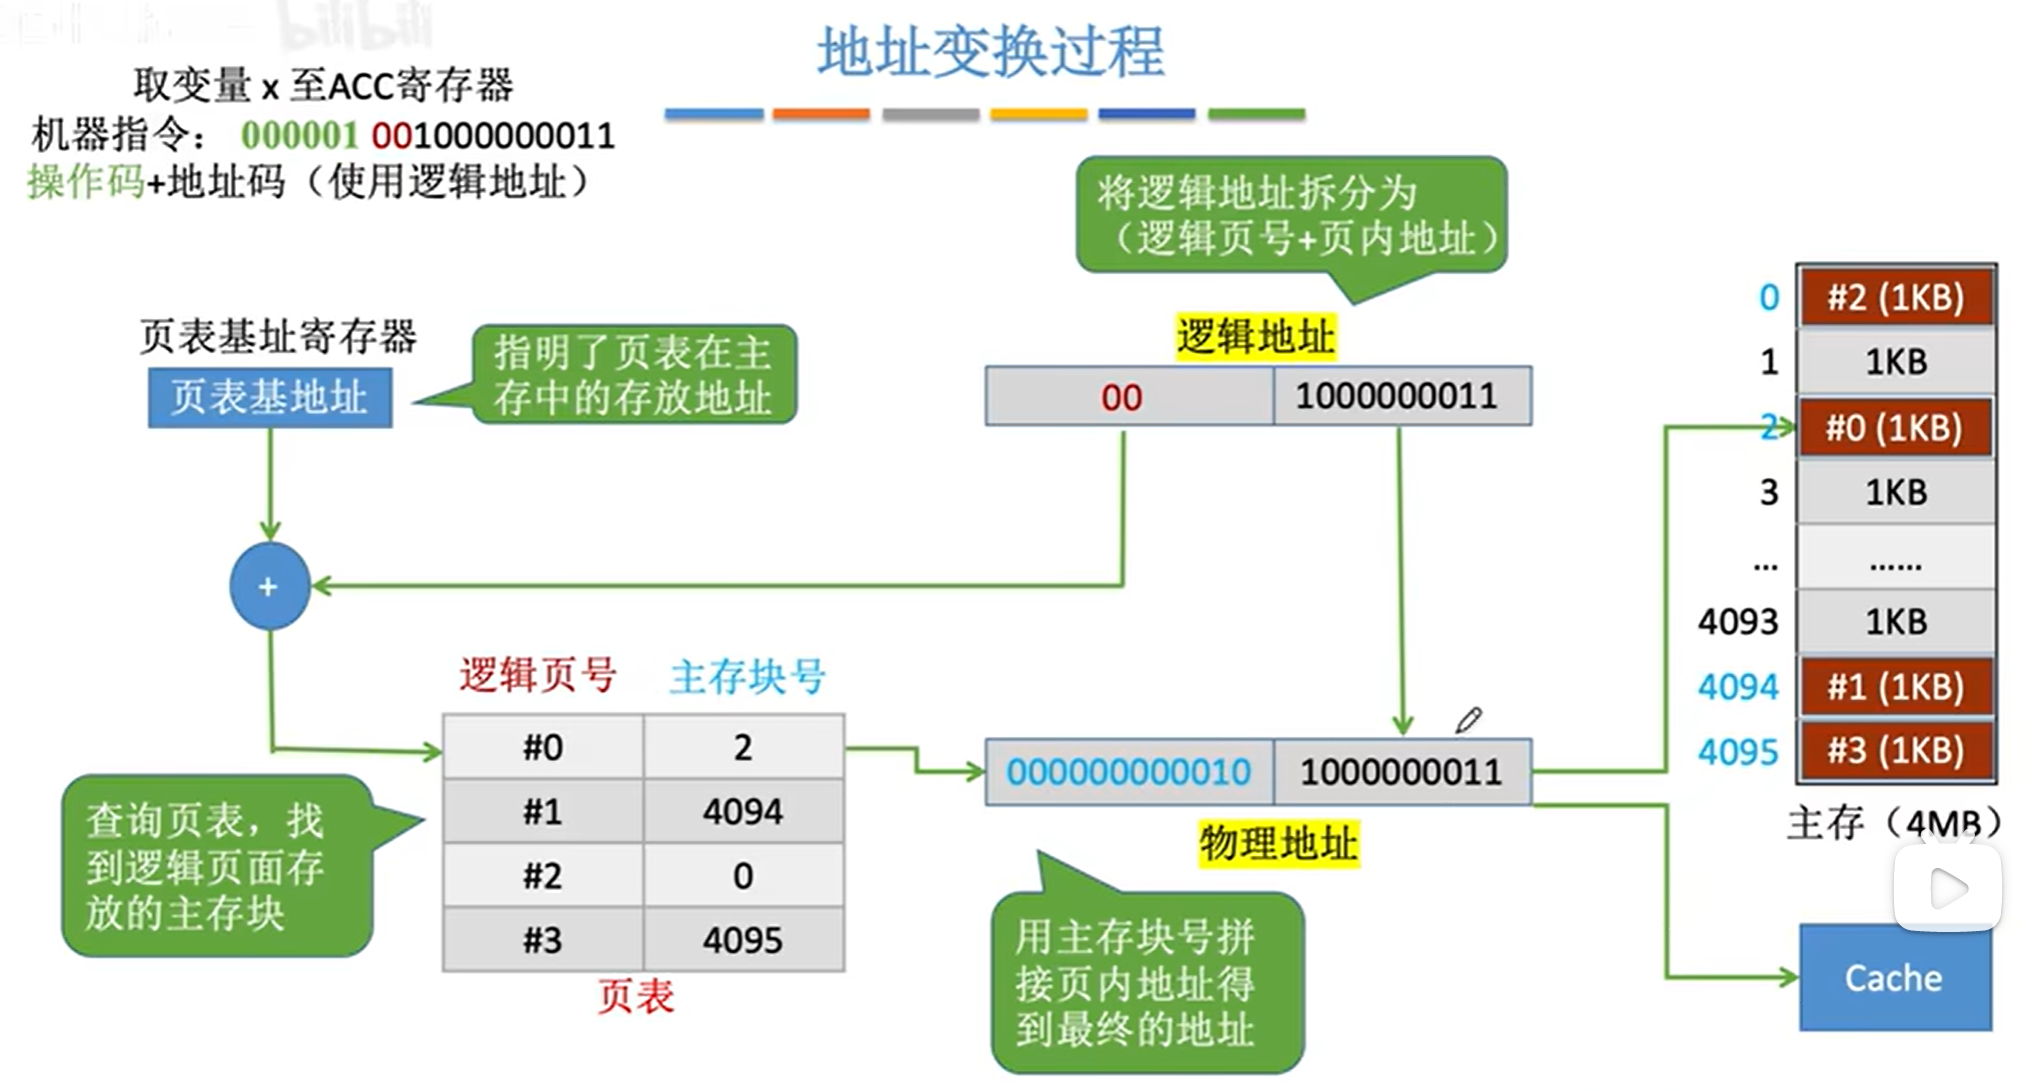 bilibili
地址变换过程
取变量 x 至ACC寄存器
机器指令： 000001 001000000011
操作码+地址码（使用逻辑地址）
将逻辑地址拆分为
（逻辑页号+页内地址）
页表基址寄存器
页表基地址
指明了页表在主
存中的存放地址
逻辑地址
00 1000000011
+
逻辑页号 主存块号
#0 2
#1 4094
#2 0
#3 4095
页表
查询页表，找
到逻辑页面存
放的主存块
000000000010 1000000011
物理地址
用主存块号拼
接页内地址得
到最终的地址
0 #2 (1KB)
1 1KB
2 #0 (1KB)
3 1KB
... ......
4093 1KB
4094 #1 (1KB)
4095 #3 (1KB)
主存（4MB）
Cache